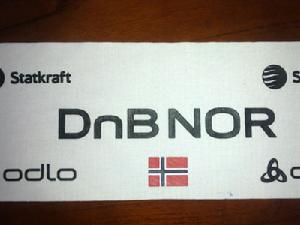 Statkraft S
DnB NOR
odlo o